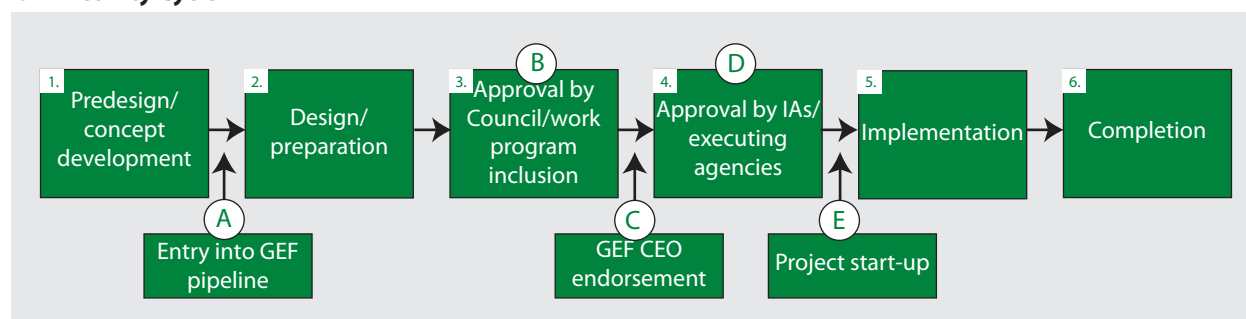 1.
Predesign/
concept
development
2.
Design/
preparation
B
3.
Approval by
Council/work
program
inclusion
D
4.
Approval by IAs/
executing
agencies
5.
Implementation
6.
Completion
A
Entry into GEF
pipeline
C
GEF CEO
endorsement
E
Project start-up